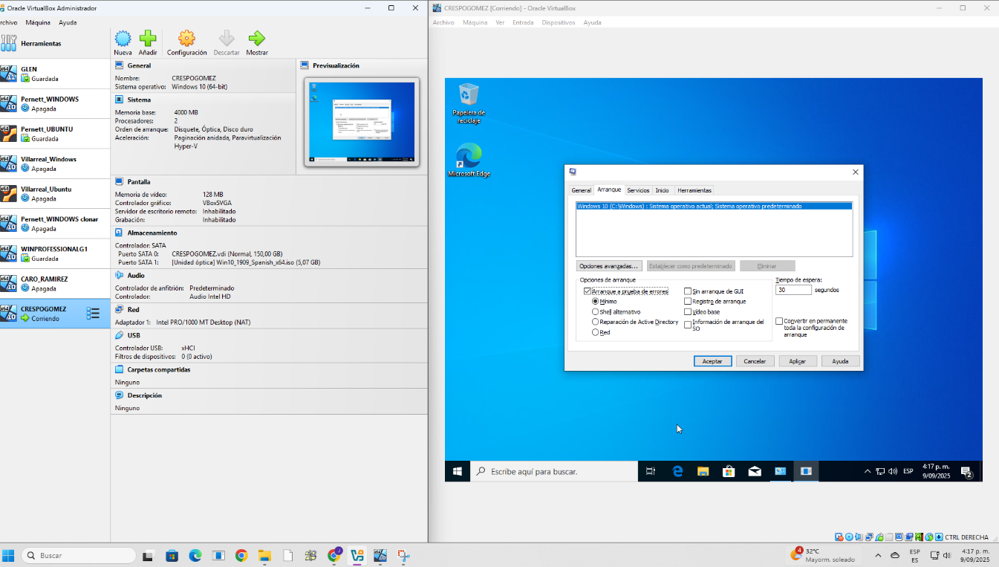 Oracle VirtualBox Administrador
rchivo Máquina Ayuda
Herramientas
GLEN
Guardada
Pernett_WINDOWS
Apagada
Pernett_UBUNTU
Guardada
Villarreal_Windows
Apagada
Villarreal_Ubuntu
Apagada
Pernett_WINDOWS clonar
Apagada
WINPROFESSIONALG1
Guardada
CARO_RAMIREZ
Apagada
CRESPOGOMEZ
Corriendo
Nueva Añadir Configuración Descartar Mostrar
General
Nombre: CRESPOGOMEZ
Sistema operativo: Windows 10 (64-bit)
Sistema
Memoria base: 4000 MB
Procesadores: 2
Orden de arranque: Disquete, Óptica, Disco duro
Aceleración: Paginación anidada, Paravirtualización
Hyper-V
Previsualización
Pantalla
Memoria de vídeo: 128 MB
Controlador gráfico: VBoxSVGA
Servidor de escritorio remoto: Inhabilitado
Grabación: Inhabilitado
Almacenamiento
Controlador: SATA
Puerto SATA 0: CRESPOGOMEZ.vdi (Normal, 150,00 GB)
Puerto SATA 1: [Unidad óptica] Win10_1909_Spanish_x64.iso (5,07 GB)
Audio
Controlador de anfitrión: Predeterminado
Controlador: Audio Intel HD
Red
Adaptador 1: Intel PRO/1000 MT Desktop (NAT)
USB
Controlador USB: xHCI
Filtros de dispositivos: 0 (0 activo)
Carpetas compartidas
Ninguno
Descripción
Ninguno
CRESPOGOMEZ [Corriendo] - Oracle VirtualBox
Archivo Máquina Ver Entrada Dispositivos Ayuda
Papelera de
reciclaje
Microsoft Edge
General Arranque Servicios Inicio Herramientas
Windows 10 (C:\Windows) : Sistema operativo actual; Sistema operativo predeterminado
Opciones avanzadas... Establecer como predeterminado Eliminar
Opciones de arranque
Arranque a prueba de errores
Mínimo
Shell alternativo
Reparación de Active Directory
Red
Sin arranque de GUI
Registro de arranque
Vídeo base
Información de arranque del
SO
Tiempo de espera:
30 segundos
Convertir en permanente
toda la configuración de
arranque
Aceptar Cancelar Aplicar Ayuda
Escribe aquí para buscar.
ESP
4:17 p. m.
9/09/2025
2
CTRL DERECHA
Buscar
4
32°C
Mayorm. soleado
ESP
ES
4:17 p. m.
9/09/2025